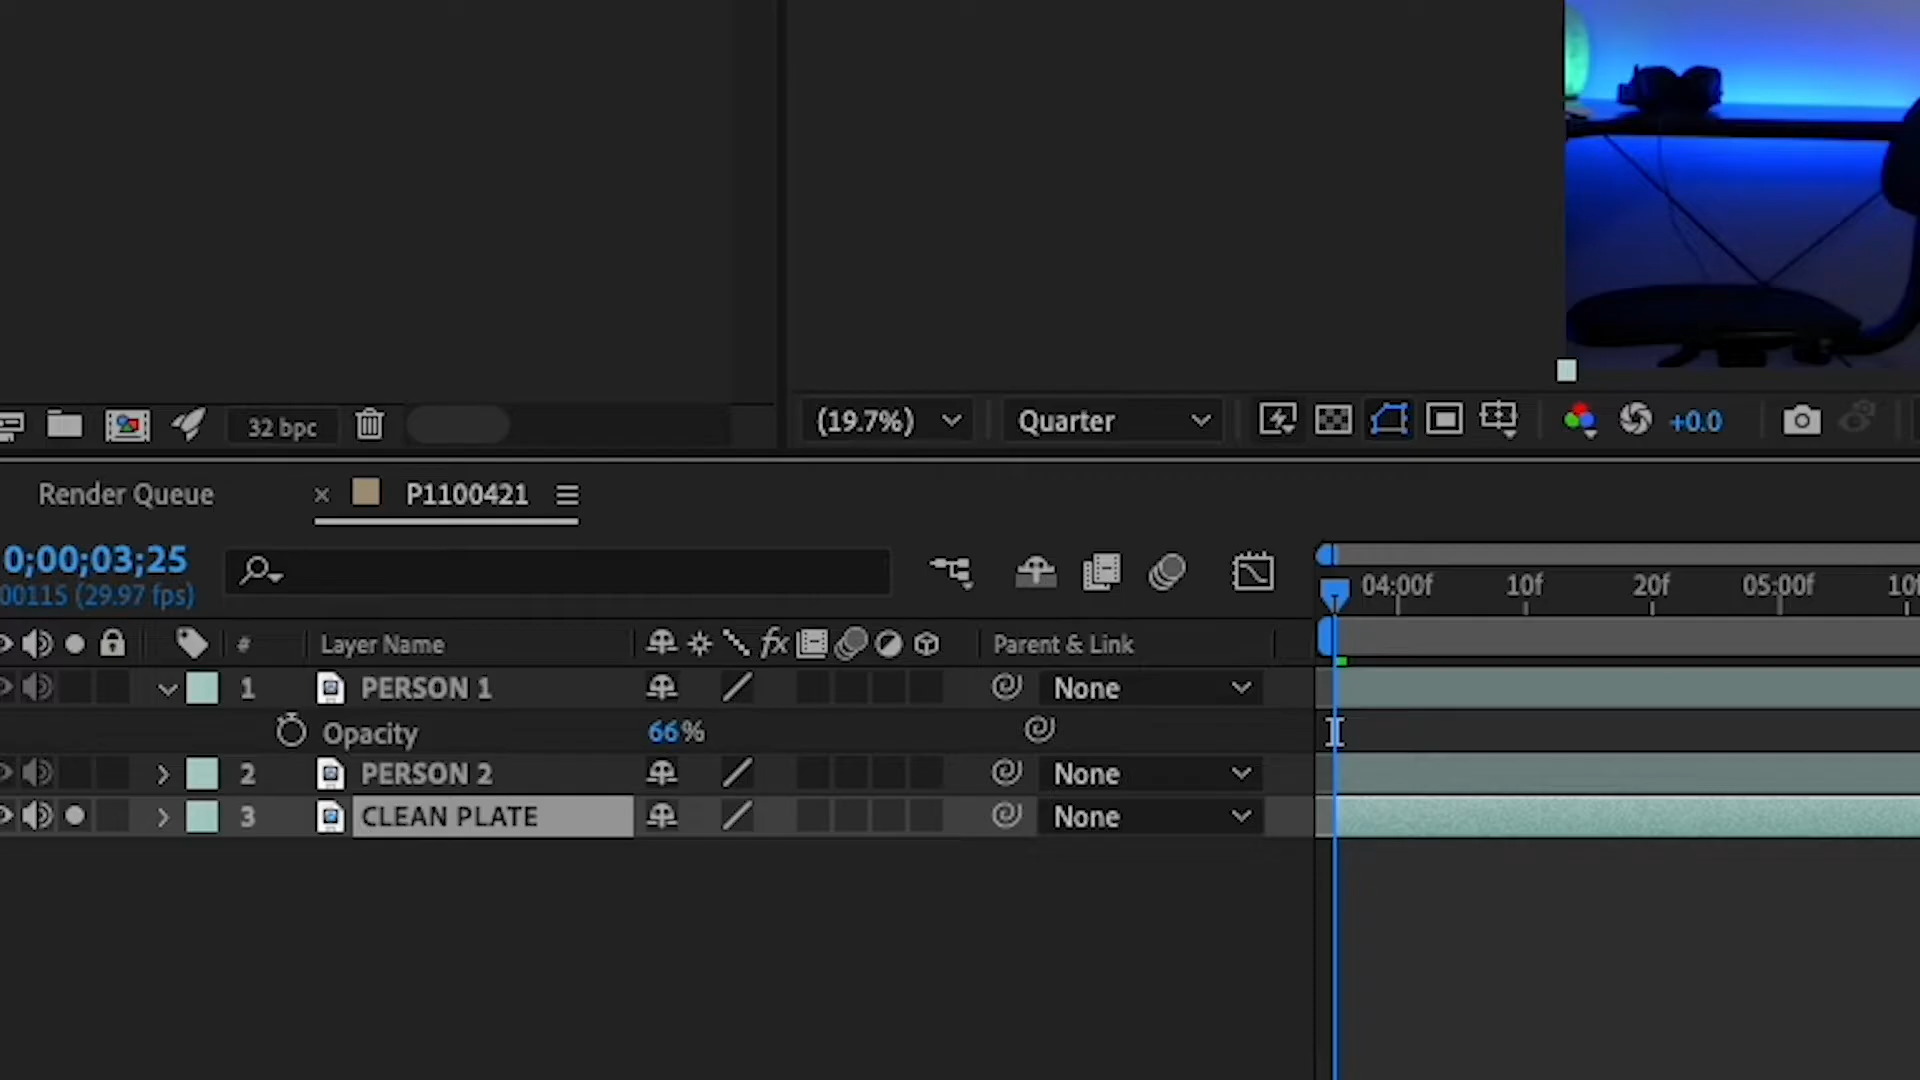 32 bpc
(19.7%) Quarter +0.0
Render Queue × P1100421
0;00;03;25
00115 (29.97 fps)
04:00f 10f 20f 05:00f 10f
# Layer Name fx Parent & Link
1 PERSON 1 None
Opacity 66%
2 PERSON 2 None
3 CLEAN PLATE None